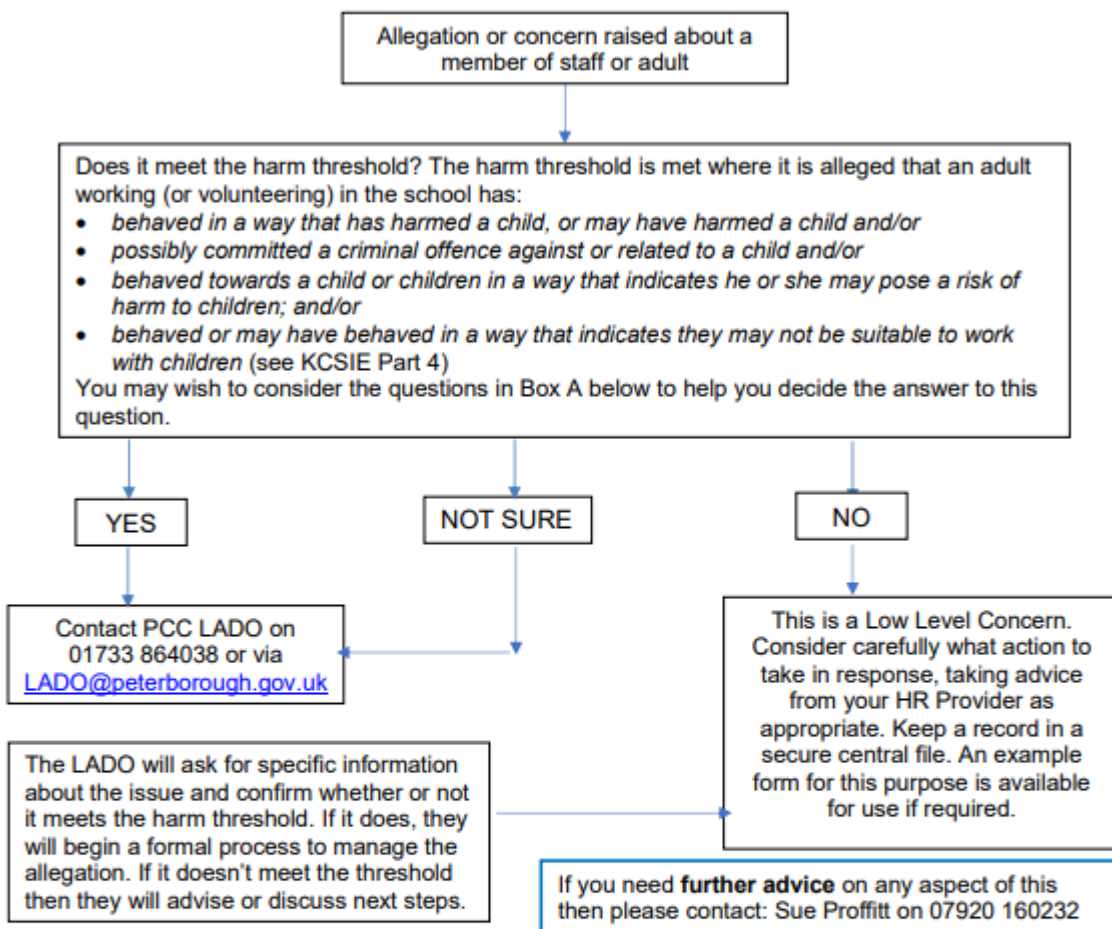 Allegation or concern raised about a
member of staff or adult
Does it meet the harm threshold? The harm threshold is met where it is alleged that an adult
working (or volunteering) in the school has:
• behaved in a way that has harmed a child, or may have harmed a child and/or
• possibly committed a criminal offence against or related to a child and/or
• behaved towards a child or children in a way that indicates he or she may pose a risk of
harm to children; and/or
• behaved or may have behaved in a way that indicates they may not be suitable to work
with children (see KCSIE Part 4)
You may wish to consider the questions in Box A below to help you decide the answer to this
question.
YES
NOT SURE
NO
Contact PCC LADO on
01733 864038 or via
LADO@peterborough.gov.uk
This is a Low Level Concern.
Consider carefully what action to
take in response, taking advice
from your HR Provider as
appropriate. Keep a record in a
secure central file. An example
form for this purpose is available
for use if required.
The LADO will ask for specific information
about the issue and confirm whether or not
it meets the harm threshold. If it does, they
will begin a formal process to manage the
allegation. If it doesn't meet the threshold
then they will advise or discuss next steps.
If you need further advice on any aspect of this
then please contact: Sue Proffitt on 07920 160232